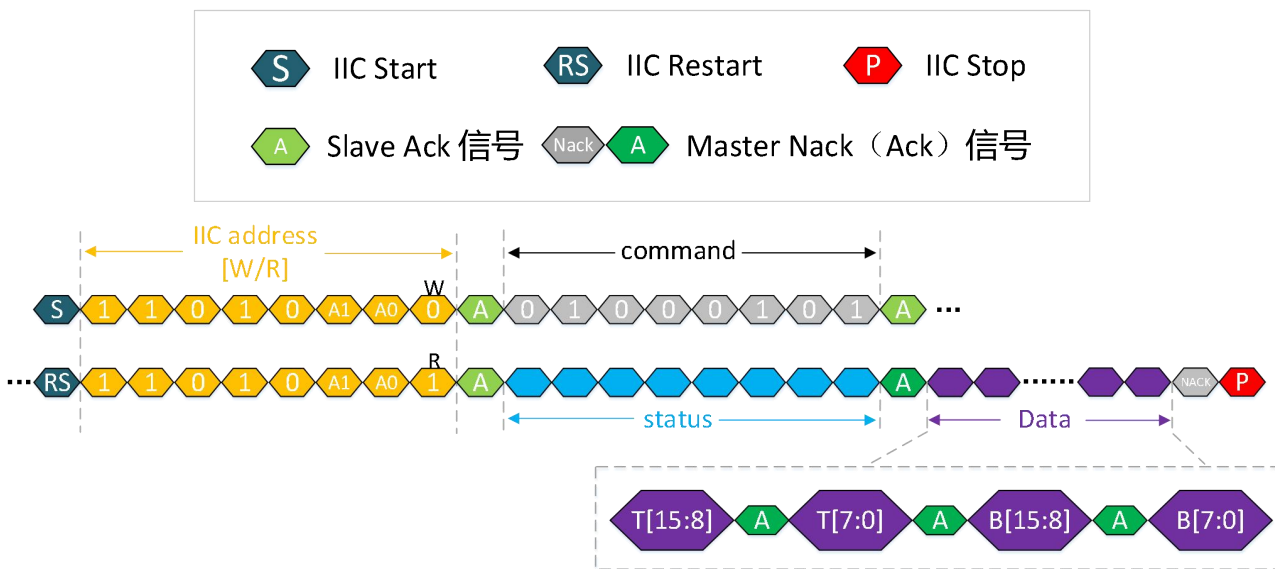 S IIC Start RS IIC Restart P IIC Stop
A Slave Ack 信号 Nack A Master Nack（Ack）信号
IIC address
[W/R]
command
W
S 1 1 0 1 0 A1 A0 0 A 0 1 0 0 0 1 0 1 A ...
R
... RS 1 1 0 1 0 A1 A0 1 A A ...... NACK P
status
Data
T[15:8] A T[7:0] A B[15:8] A B[7:0]